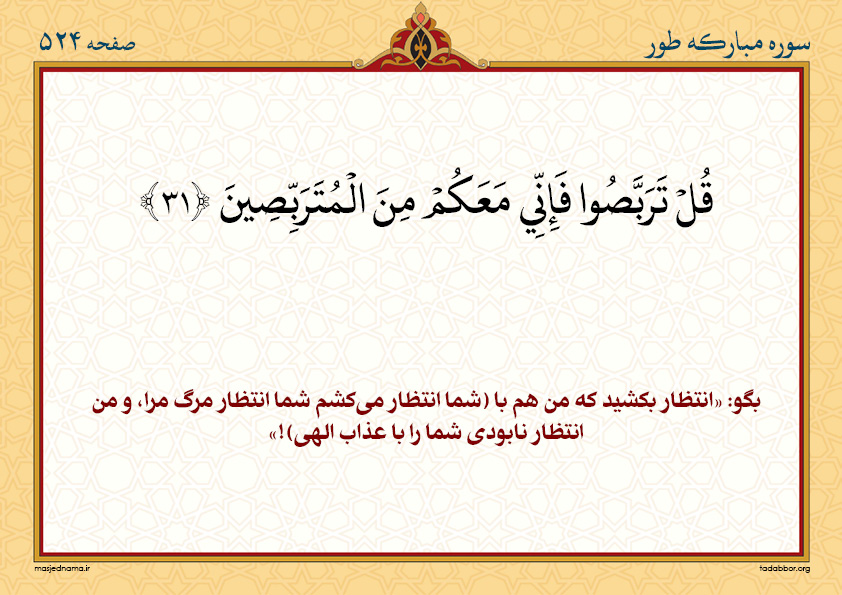 سوره مبارکه طور
صفحه ۵۲۴
قُلْ تَرَبَّصُوا فَإِنِّي مَعَكُمْ مِنَ الْمُتَرَبِّصِينَ ﴿۳۱﴾
بگو: «انتظار بکشید که من هم با (شما انتظار می‌کشم شما انتظار مرگ مرا، و من
انتظار نابودی شما را با عذاب الهی)!»
masjednama.ir
tadabbor.org